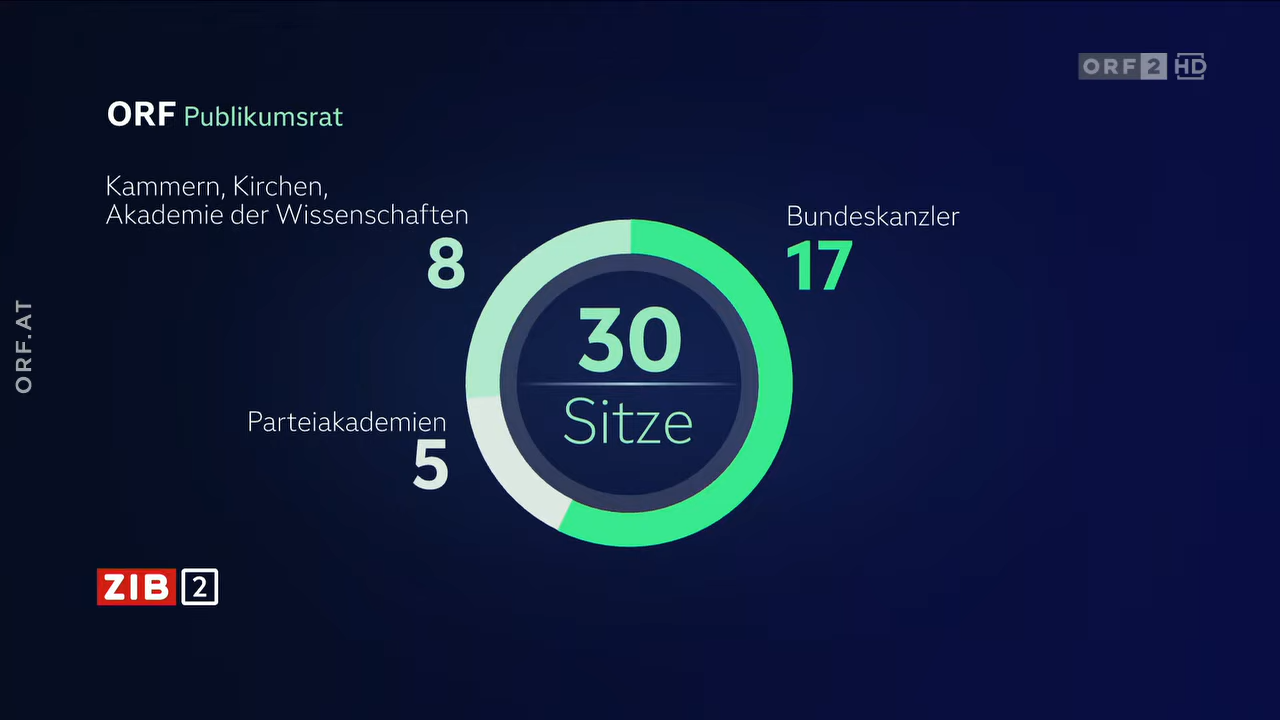 ORF 2 HD
ORF Publikumsrat
Kammern, Kirchen,
Akademie der Wissenschaften
8
Bundeskanzler
17
30
Sitze
Parteiakademien
5
ORF.AT
ZIB 2